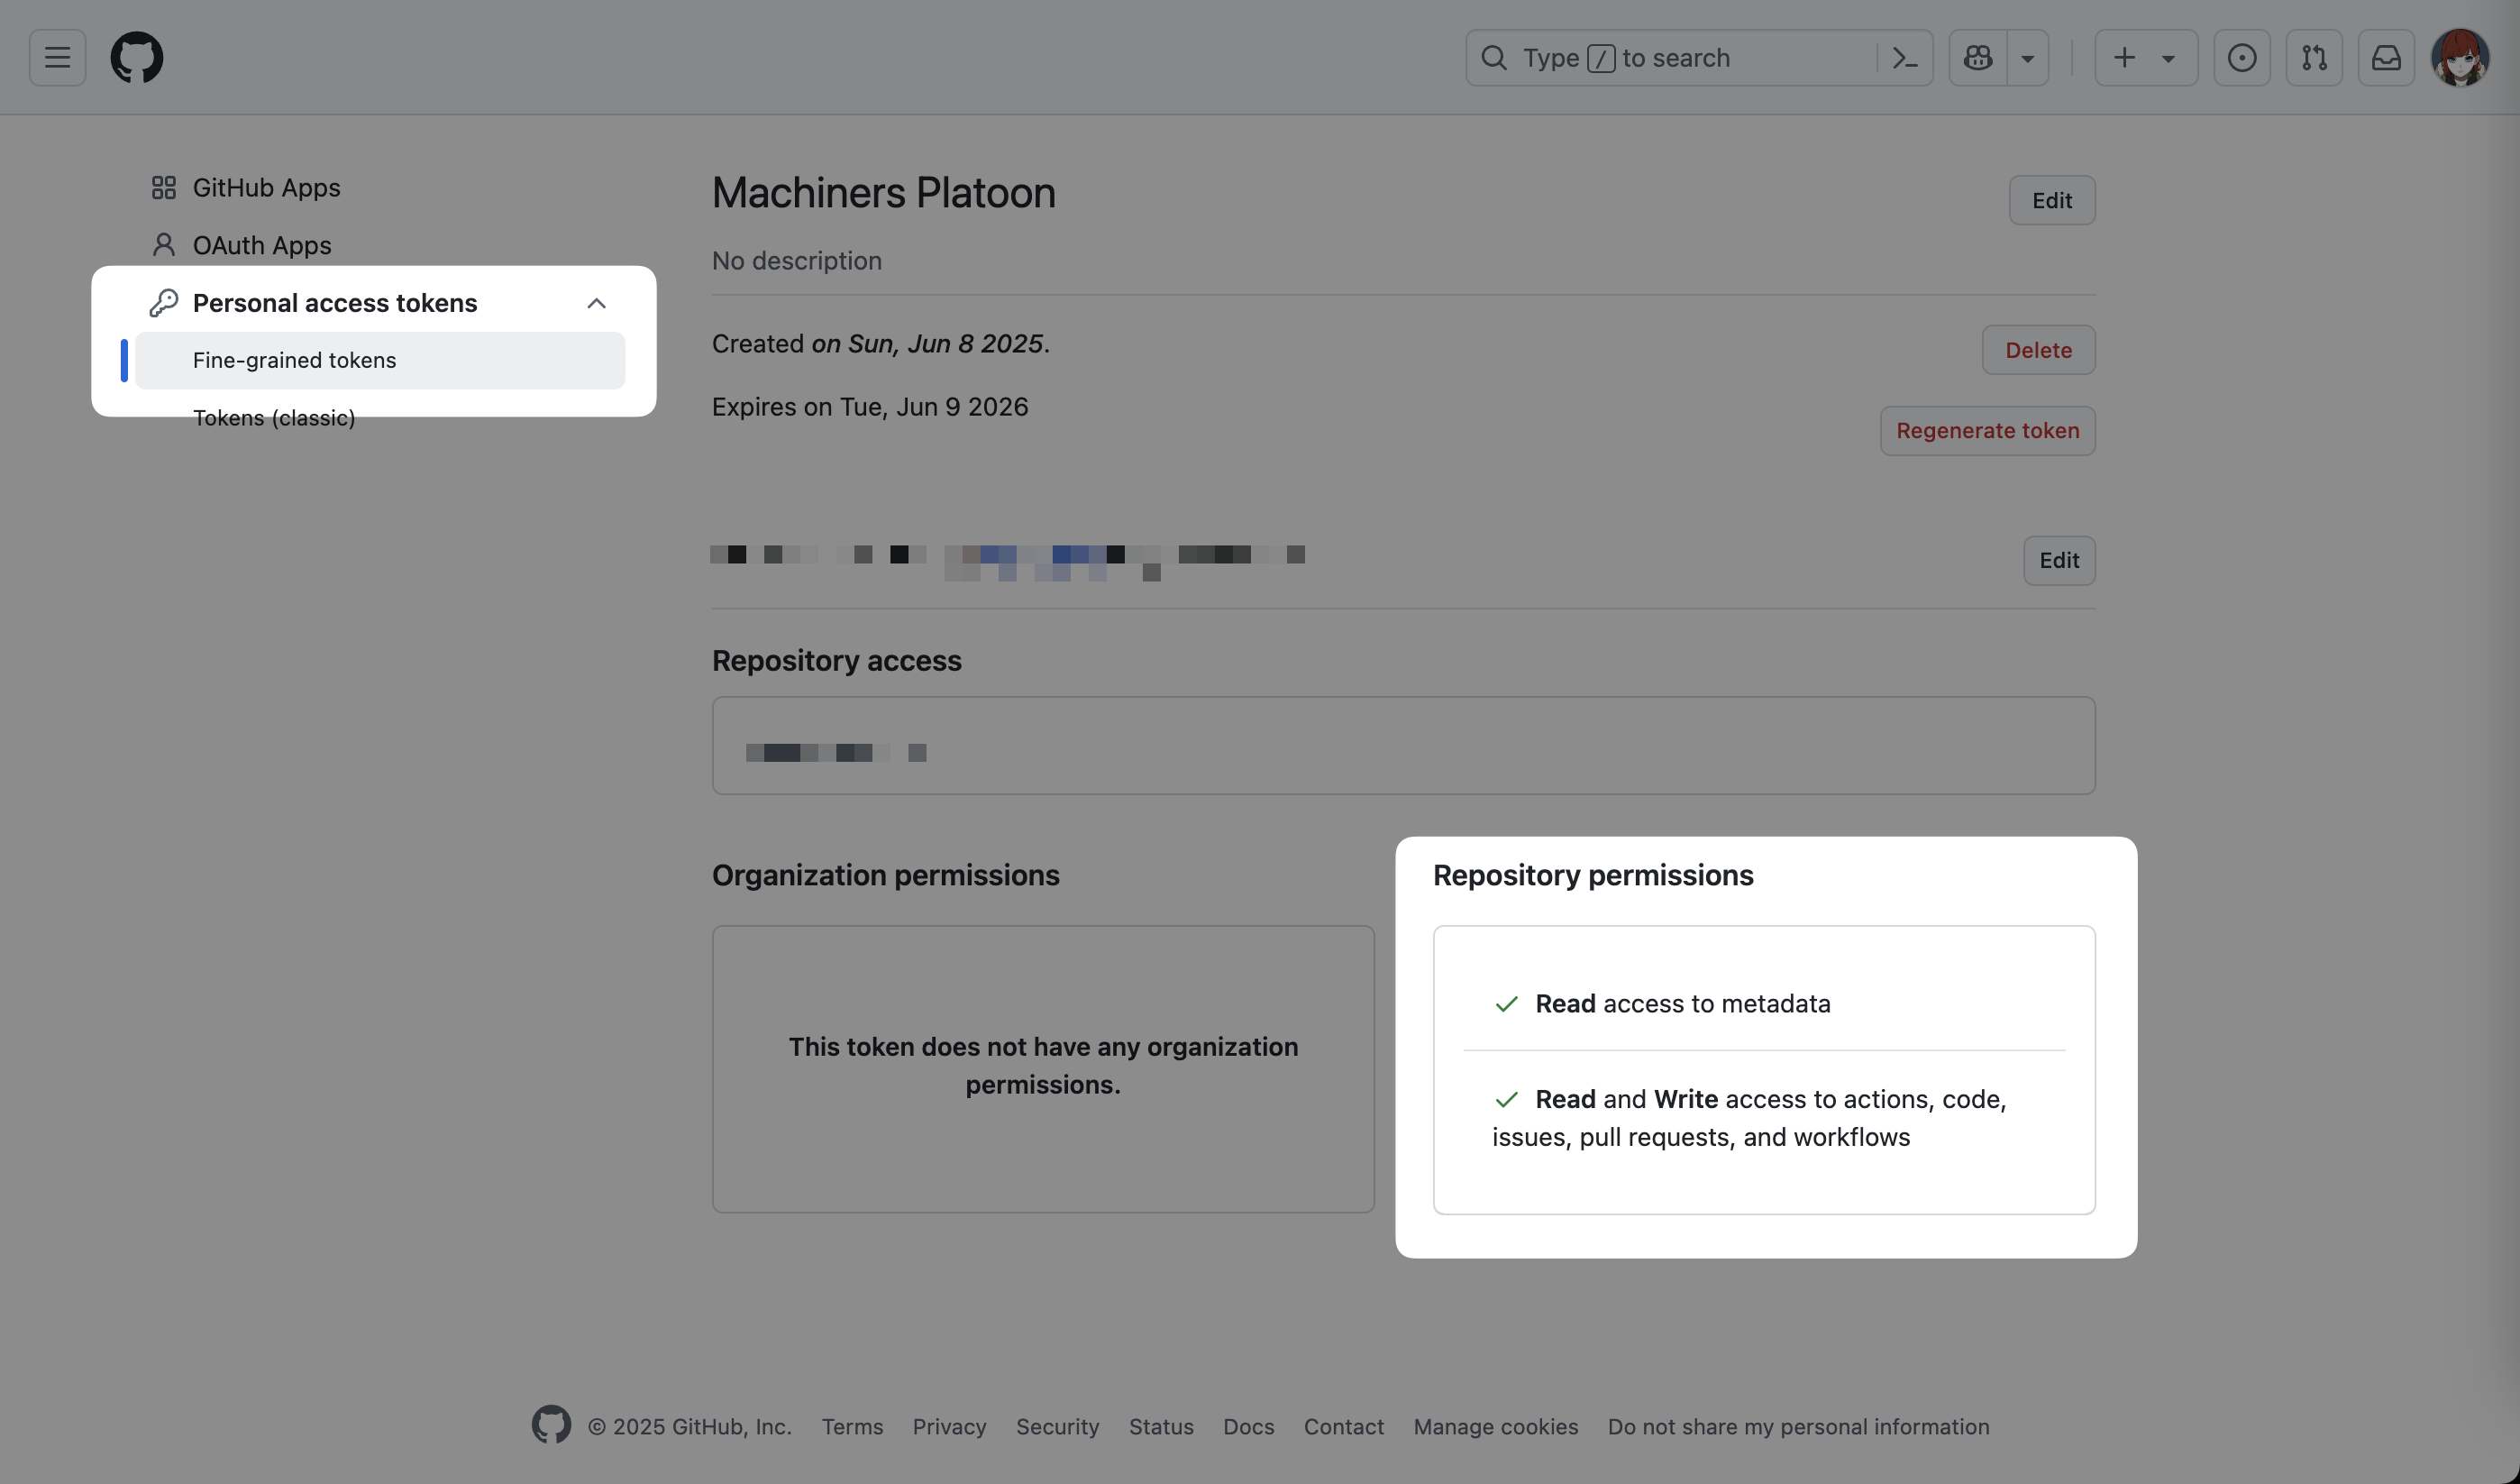 Type / to search
GitHub Apps
OAuth Apps
Personal access tokens
Fine-grained tokens
Tokens (classic)
Machiners Platoon
Edit
No description
Created on Sun, Jun 8 2025.
Delete
Expires on Tue, Jun 9 2026
Regenerate token
Edit
Repository access
Organization permissions
This token does not have any organization
permissions.
Repository permissions
Read access to metadata
Read and Write access to actions, code,
issues, pull requests, and workflows
© 2025 GitHub, Inc. Terms Privacy Security Status Docs Contact Manage cookies Do not share my personal information